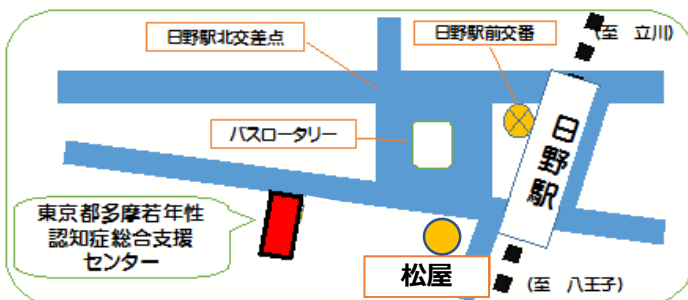 日野駅北交差点
日野駅前交番
(至 立川)
バスロータリー
日野駅
東京都多摩若年性
認知症総合支援
センター
松屋
(至 八王子)